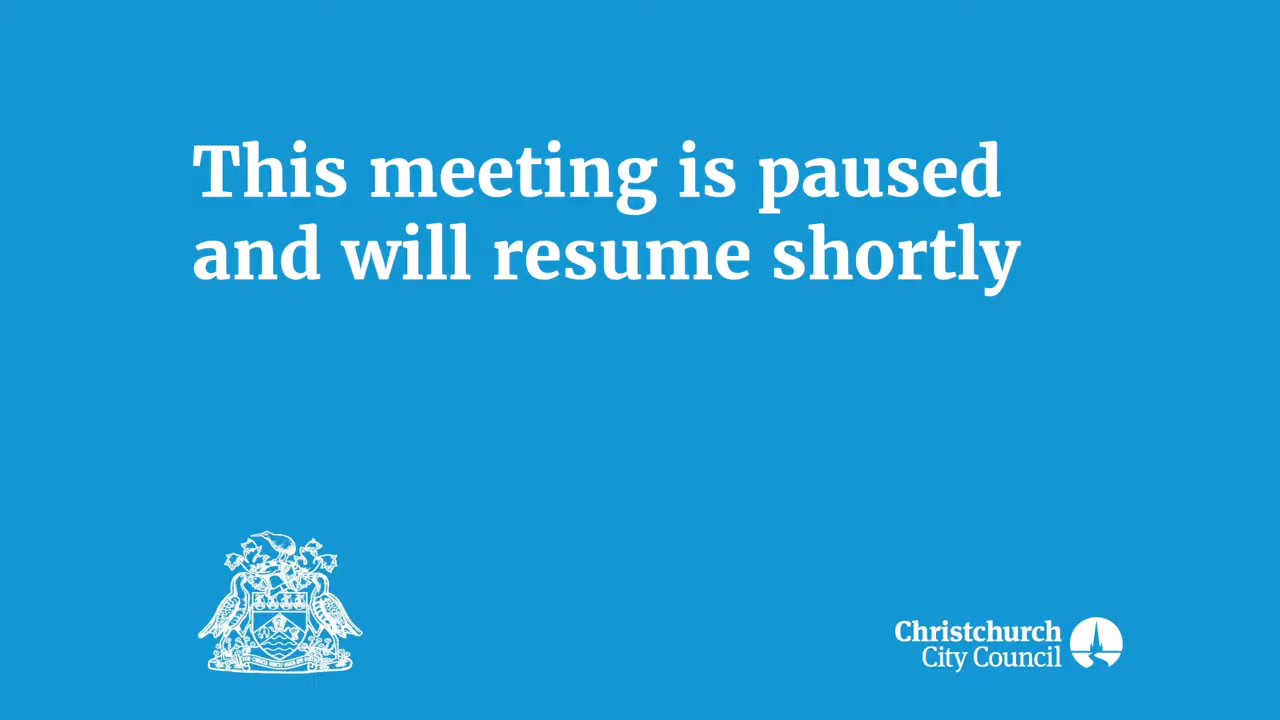 This meeting is paused
and will resume shortly
Christchurch
City Council